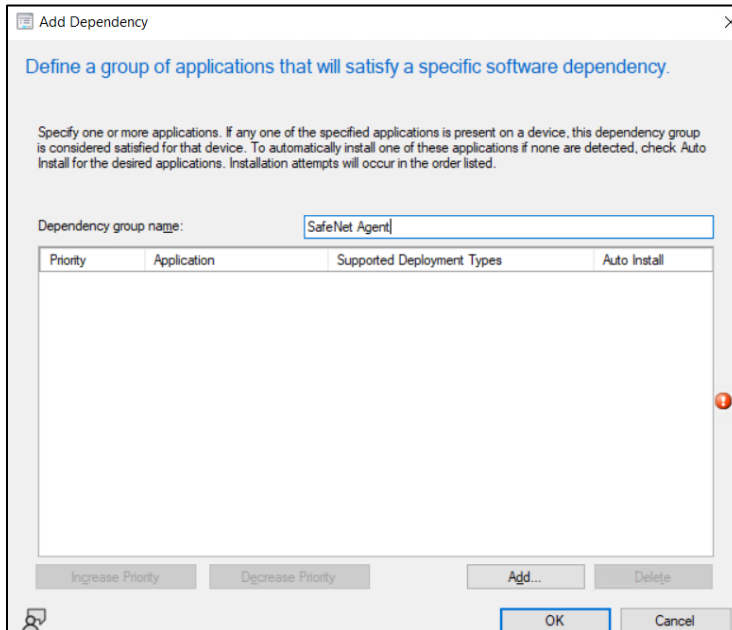 Add Dependency
Define a group of applications that will satisfy a specific software dependency.
Specify one or more applications. If any one of the specified applications is present on a device, this dependency group
is considered satisfied for that device. To automatically install one of these applications if none are detected, check Auto
Install for the desired applications. Installation attempts will occur in the order listed.
Dependency group name: SafeNet Agent
Priority Application Supported Deployment Types Auto Install
Increase Priority Decrease Priority Add... Delete
OK Cancel